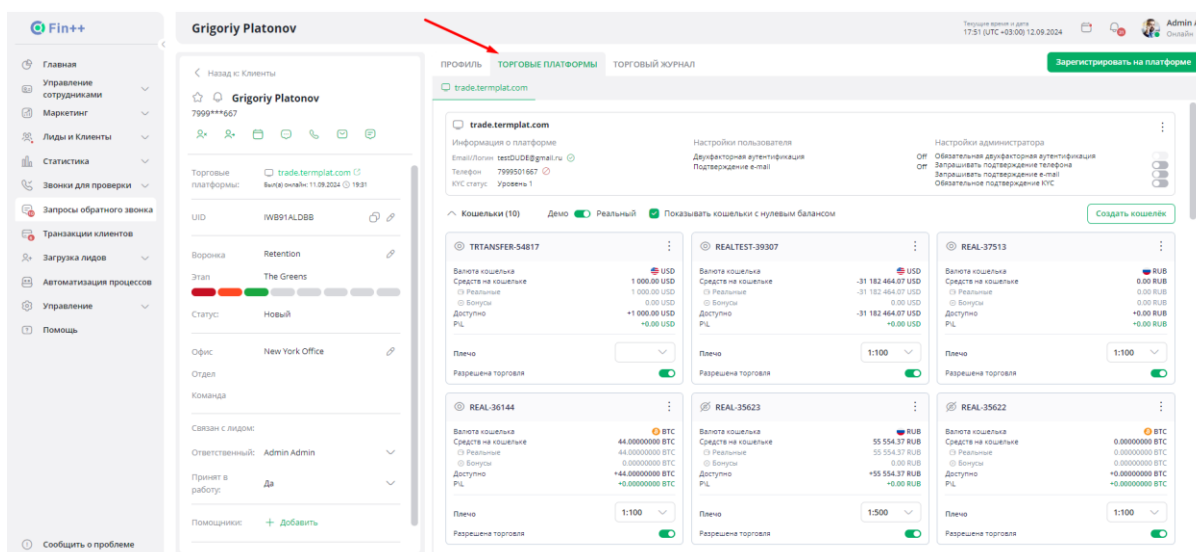 Fin++
Grigoriy Platonov
Текущие время и дата
17:51 (UTC +03:00) 12.09.2024
Admin A
Онлайн
Главная
Управление
сотрудниками
Маркетинг
Лиды и Клиенты
Статистика
Звонки для проверки
Запросы обратного звонка
Транзакции клиентов
Загрузка лидов
Автоматизация процессов
Управление
Помощь
Сообщить о проблеме
Назад к: Клиенты
Grigoriy Platonov
7999***667
Торговые
платформы:
trade.termplat.com
Был(а) онлайн: 11.09.2024 19:31
UID IWB91ALDBB
Воронка Retention
Этап The Greens
Статус: Новый
Офис New York Office
Отдел
Команда
Связан с лидом:
Ответственный: Admin Admin
Принят в
работу:
Да
Помощники: + Добавить
ПРОФИЛЬ ТОРГОВЫЕ ПЛАТФОРМЫ ТОРГОВЫЙ ЖУРНАЛ
Зарегистрировать на платформе
trade.termplat.com
trade.termplat.com
Информация о платформе
Email/Логин testDUDE@gmail.ru
Телефон 7999501667
KYC статус Уровень 1
Настройки пользователя
Двухфакторная аутентификация Off
Подтверждение e-mail Off
Настройки администратора
Обязательная двухфакторная аутентификация
Запрашивать подтверждение телефона
Запрашивать подтверждение e-mail
Обязательное подтверждение KYC
Кошельки (10) Демо Реальный Показывать кошельки с нулевым балансом
Создать кошелёк
TRTANSFER-54817
Валюта кошелька USD
Средств на кошельке 1 000.00 USD
Реальные 1 000.00 USD
Бонусы 0.00 USD
Доступно +1 000.00 USD
P\L +0.00 USD
Плечо
Разрешена торговля
REALTEST-39307
Валюта кошелька USD
Средств на кошельке -31 182 464.07 USD
Реальные -31 182 464.07 USD
Бонусы 0.00 USD
Доступно -31 182 464.07 USD
P\L +0.00 USD
Плечо 1:100
Разрешена торговля
REAL-37513
Валюта кошелька RUB
Средств на кошельке 0.00 RUB
Реальные 0.00 RUB
Бонусы 0.00 RUB
Доступно +0.00 RUB
P\L +0.00 RUB
Плечо 1:100
Разрешена торговля
REAL-36144
Валюта кошелька BTC
Средств на кошельке 44.00000000 BTC
Реальные 44.00000000 BTC
Бонусы 0.00000000 BTC
Доступно +44.00000000 BTC
P\L +0.00000000 BTC
Плечо 1:100
Разрешена торговля
REAL-35623
Валюта кошелька RUB
Средств на кошельке 55 554.37 RUB
Реальные 55 554.37 RUB
Бонусы 0.00 RUB
Доступно +55 554.37 RUB
P\L +0.00 RUB
Плечо 1:500
Разрешена торговля
REAL-35622
Валюта кошелька BTC
Средств на кошельке 0.00000000 BTC
Реальные 0.00000000 BTC
Бонусы 0.00000000 BTC
Доступно +0.00000000 BTC
P\L +0.00000000 BTC
Плечо 1:100
Разрешена торговля